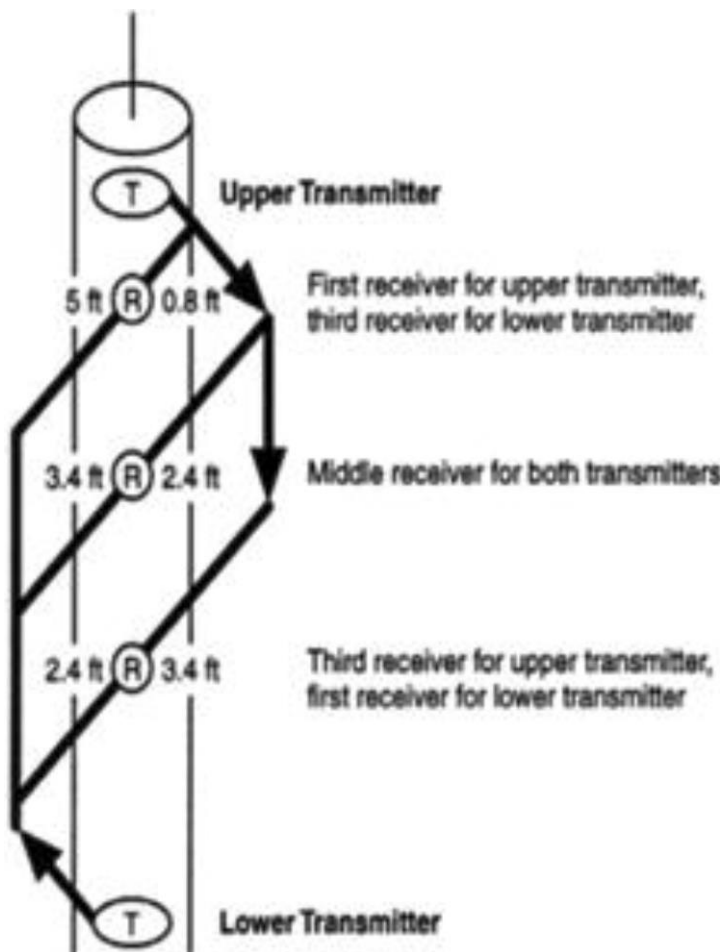 T Upper Transmitter
5 ft R 0.8 ft First receiver for upper transmitter,
third receiver for lower transmitter
3.4 ft R 2.4 ft Middle receiver for both transmitters
2.4 ft R 3.4 ft Third receiver for upper transmitter,
first receiver for lower transmitter
T Lower Transmitter